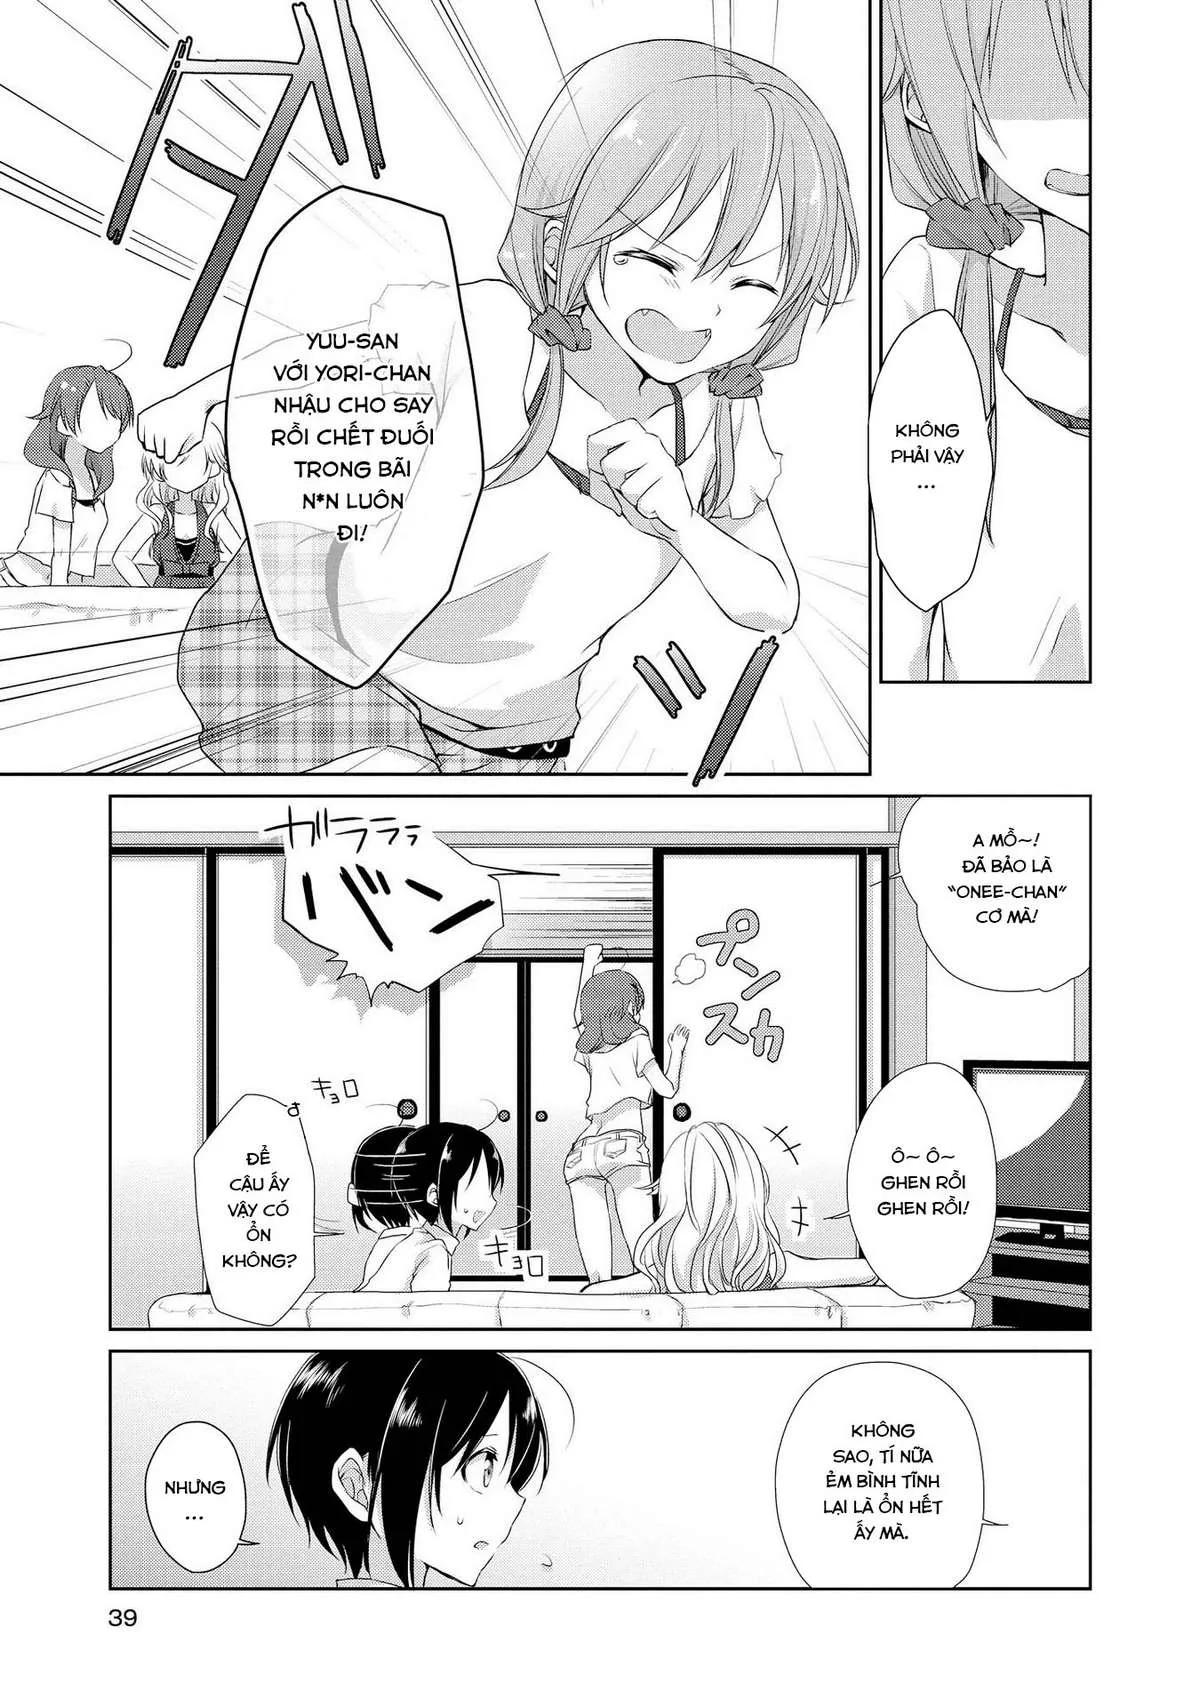 KHÔNG
PHẢI VẬY
...
YUU-SAN
VỚI YORI-CHAN
NHẬU CHO SAY
RỒI CHẾT ĐUỐI
TRONG BÃI
N*N LUÔN
ĐI!
A MỒ~!
ĐÃ BẢO LÀ
"ONEE-CHAN"
CƠ MÀ!
ガラララ
バン
プンスカ
Ô~ Ô~
GHEN RỒI
GHEN RỒI!
キョロ
キョロ
ĐỂ
CẬU ẤY
VẬY CÓ
ỔN
KHÔNG?
KHÔNG
SAO, TÍ NỮA
ẺM BÌNH TĨNH
LẠI LÀ ỔN HẾT
ẤY MÀ.
NHƯNG
...
39